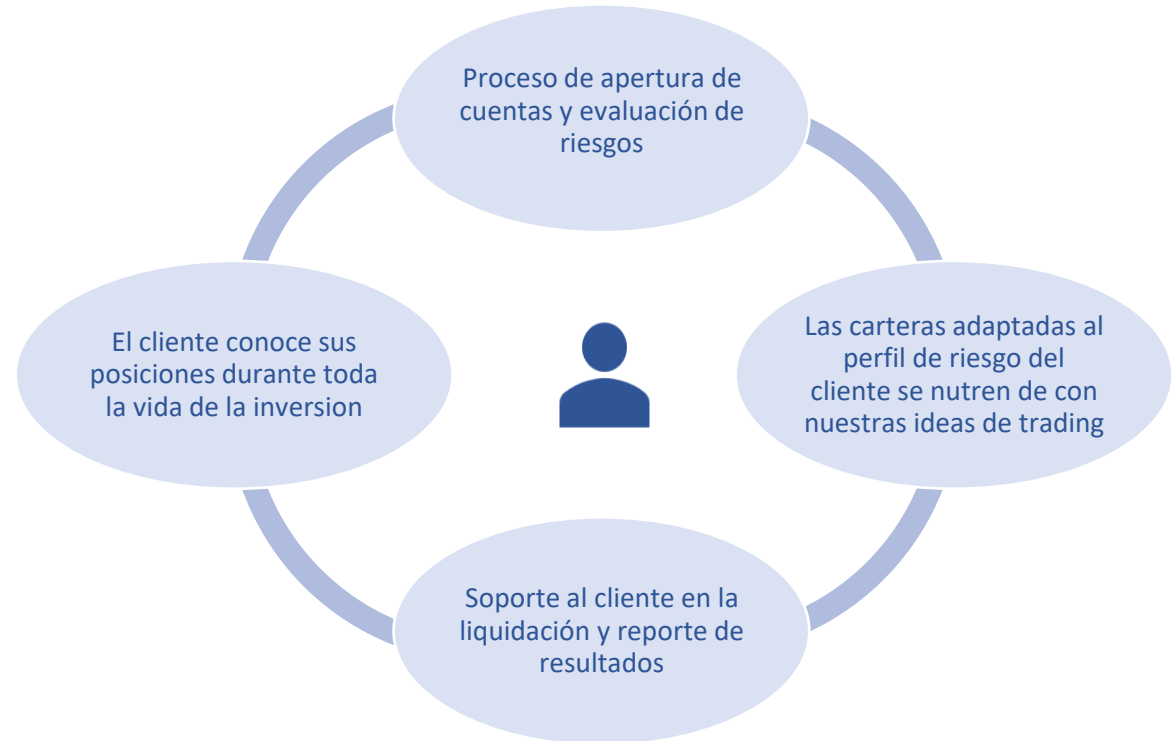 Proceso de apertura de
cuentas y evaluación de
riesgos
El cliente conoce sus
posiciones durante toda
la vida de la inversion
Las carteras adaptadas al
perfil de riesgo del
cliente se nutren de con
nuestras ideas de trading
Soporte al cliente en la
liquidación y reporte de
resultados